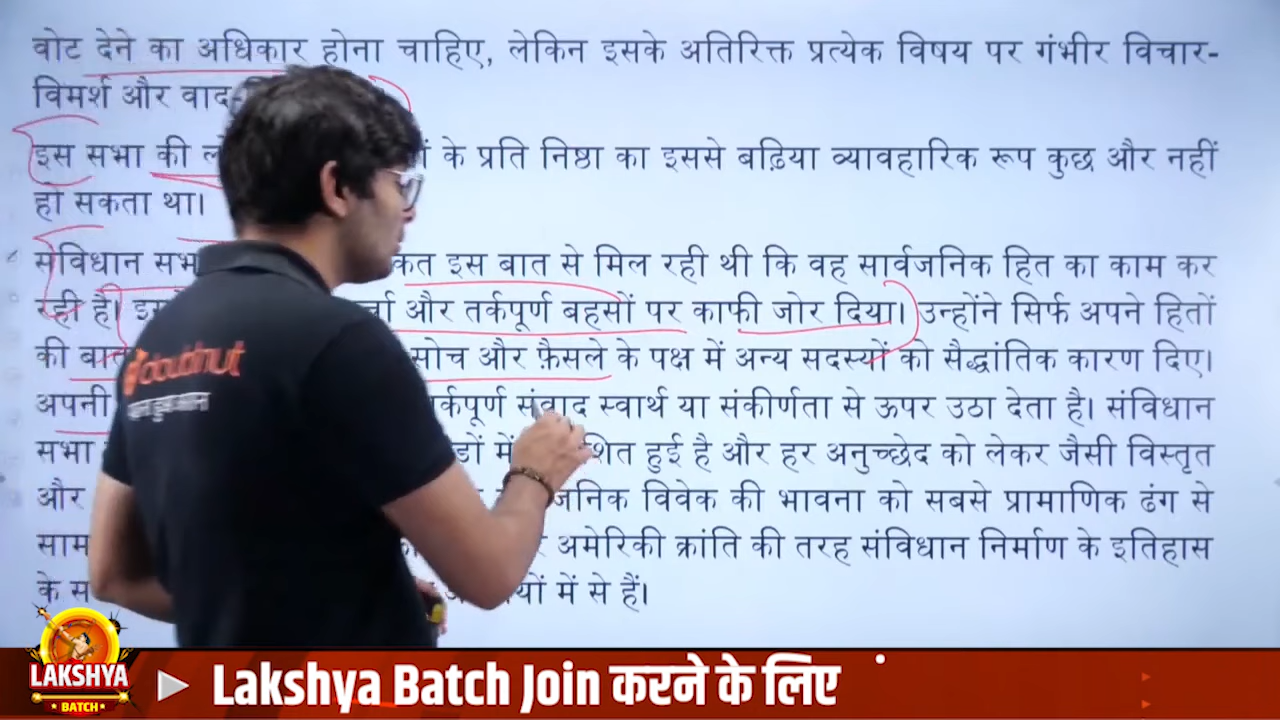 वोट देने का अधिकार होना चाहिए, लेकिन इसके अतिरिक्त प्रत्येक विषय पर गंभीर विचार-
विमर्श और वाद-
इस सभा की के प्रति निष्ठा का इससे बढ़िया व्यावहारिक रूप कुछ और नहीं
हो सकता था।
संविधान सभा इस बात से मिल रही थी कि वह सार्वजनिक हित का काम कर
रही है। और तर्कपूर्ण बहसों पर काफी जोर दिया। उन्होंने सिर्फ अपने हितों
की सोच और फ़ैसले के पक्ष में अन्य सदस्यों को सैद्धांतिक कारण दिए।
अपनी संवाद स्वार्थ या संकीर्णता से ऊपर उठा देता है। संविधान
सभा में हुई है और हर अनुच्छेद को लेकर जैसी विस्तृत
और विवेक की भावना को सबसे प्रामाणिक ढंग से
अमेरिकी क्रांति की तरह संविधान निर्माण के इतिहास
के में से हैं।
doubtnut
LAKSHYA
BATCH
Lakshya Batch Join करने के लिए